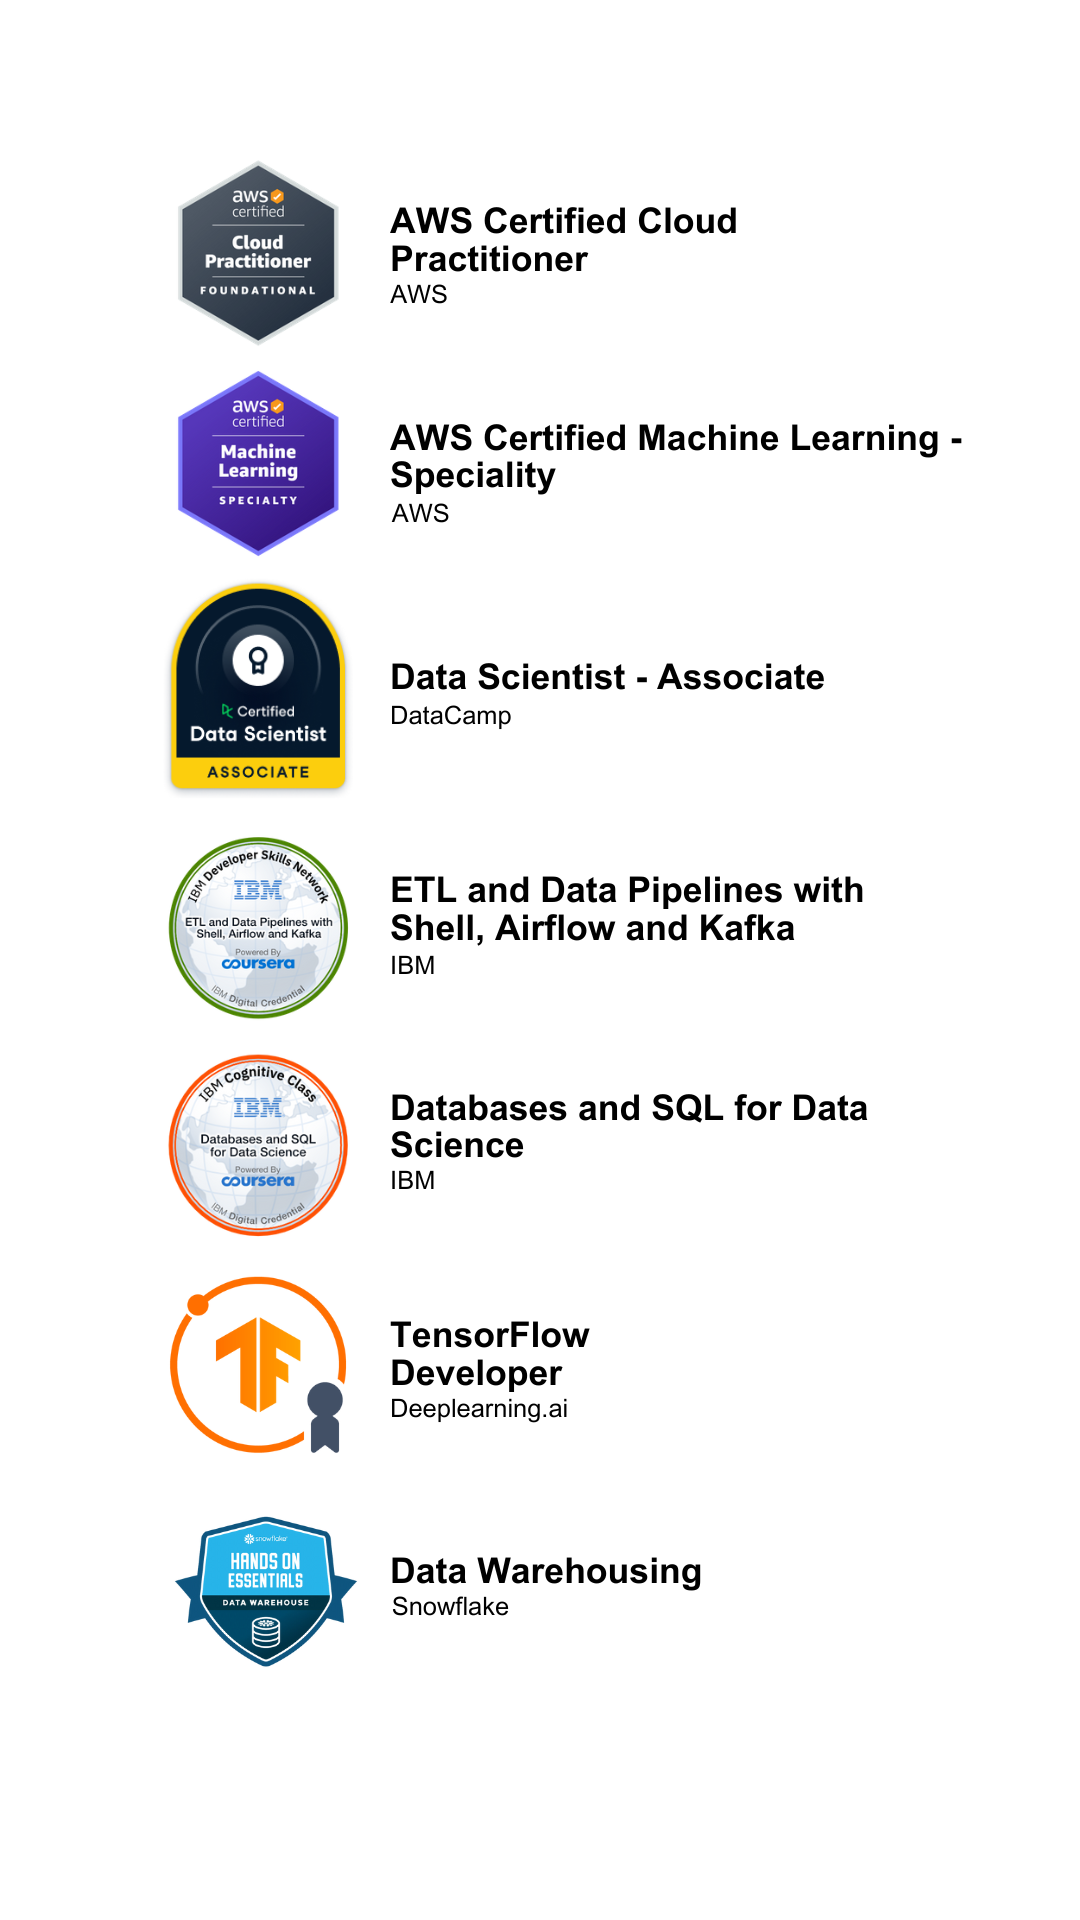 aws
certified
Cloud
Practitioner
FOUNDATIONAL
AWS Certified Cloud
Practitioner
AWS
aws
certified
Machine
Learning
SPECIALTY
AWS Certified Machine Learning -
Speciality
AWS
Certified
Data Scientist
ASSOCIATE
Data Scientist - Associate
DataCamp
IBM Developer Skills Network
IBM
ETL and Data Pipelines with
Shell, Airflow and Kafka
Powered By
coursera
IBM Digital Credential
ETL and Data Pipelines with
Shell, Airflow and Kafka
IBM
IBM Cognitive Class
IBM
Databases and SQL
for Data Science
Powered By
coursera
IBM Digital Credential
Databases and SQL for Data
Science
IBM
TF
TensorFlow
Developer
Deeplearning.ai
snowflake
HANDS ON
ESSENTIALS
DATA WAREHOUSE
Data Warehousing
Snowflake